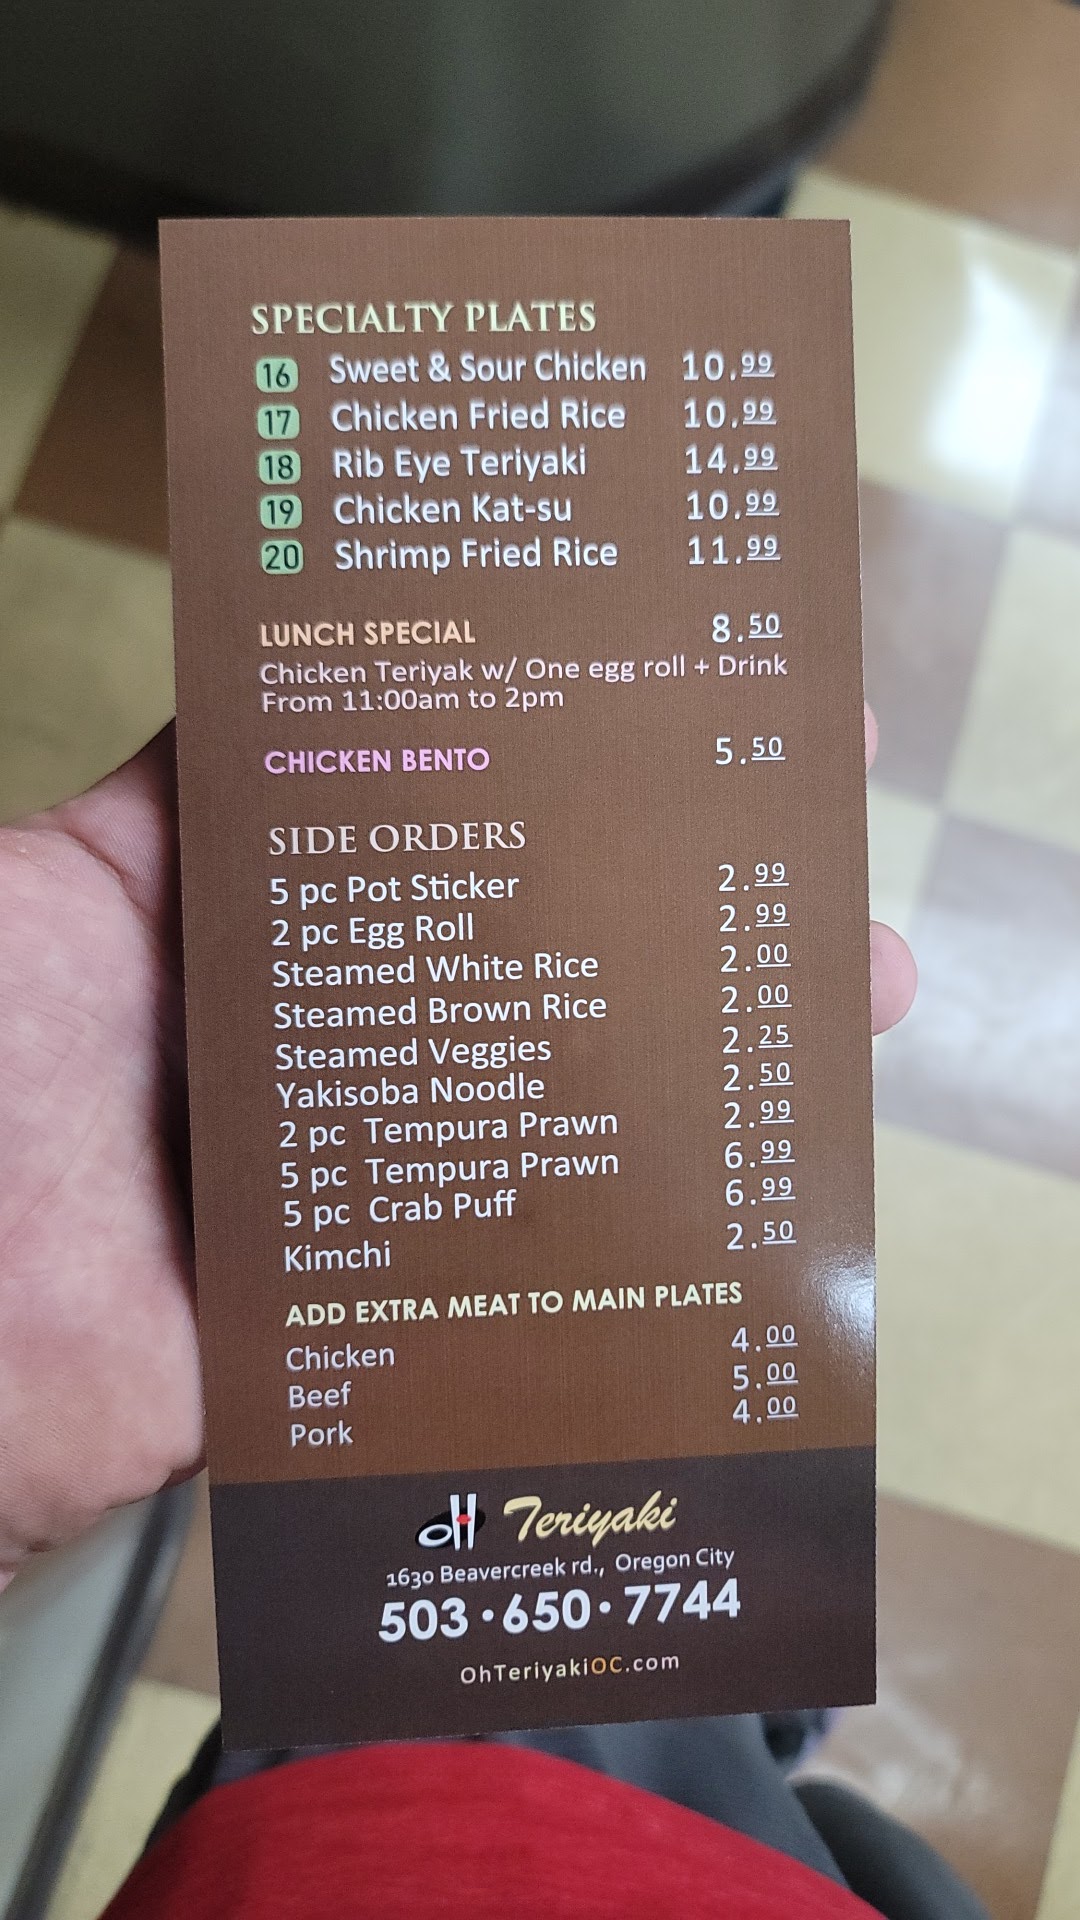 SPECIALTY PLATES
16 Sweet & Sour Chicken 10.99
17 Chicken Fried Rice 10.99
18 Rib Eye Teriyaki 14.99
19 Chicken Kat-su 10.99
20 Shrimp Fried Rice 11.99
LUNCH SPECIAL 8.50
Chicken Teriyak w/ One egg roll + Drink
From 11:00am to 2pm
CHICKEN BENTO 5.50
SIDE ORDERS
5 pc Pot Sticker 2.99
2 pc Egg Roll 2.99
Steamed White Rice 2.00
Steamed Brown Rice 2.00
Steamed Veggies 2.25
Yakisoba Noodle 2.50
2 pc Tempura Prawn 2.99
5 pc Tempura Prawn 6.99
5 pc Crab Puff 6.99
Kimchi 2.50
ADD EXTRA MEAT TO MAIN PLATES
Chicken 4.00
Beef 5.00
Pork 4.00
OH Teriyaki
1630 Beavercreek rd., Oregon City
503•650•7744
OhTeriyakiOC.com